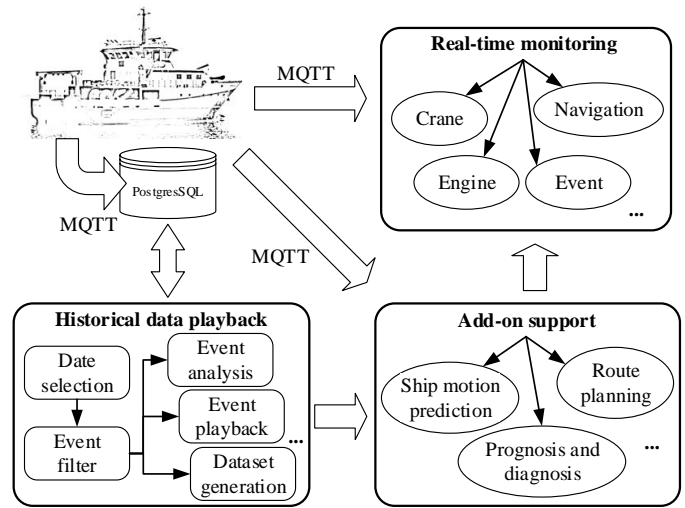 Real-time monitoring
MQTT
Crane
Navigation
Engine
Event
...
PostgresSQL
MQTT
MQTT
Historical data playback
Date
selection
Event
filter
Event
analysis
Event
playback
...
Dataset
generation
Add-on support
Ship motion
prediction
Route
planning
Prognosis and
diagnosis
...